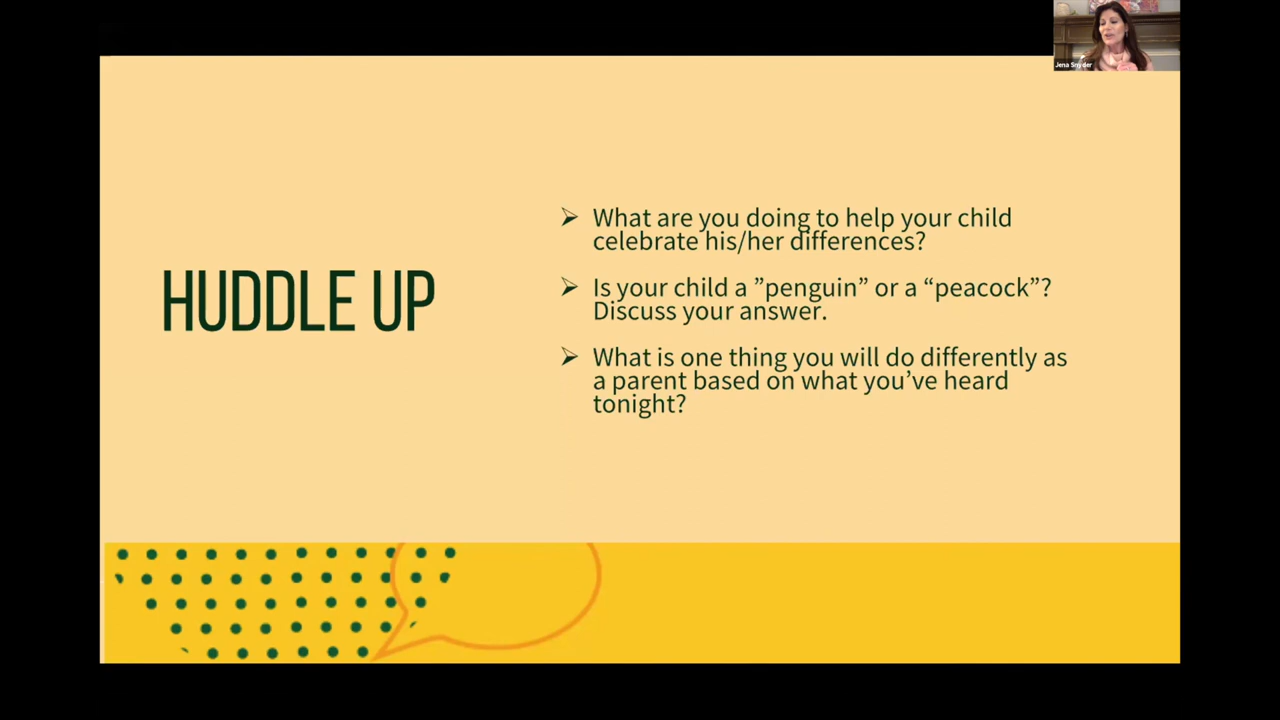 Jena Snyder
HUDDLE UP
➢ What are you doing to help your child
celebrate his/her differences?
➢ Is your child a ”penguin” or a “peacock”?
Discuss your answer.
➢ What is one thing you will do differently as
a parent based on what you’ve heard
tonight?